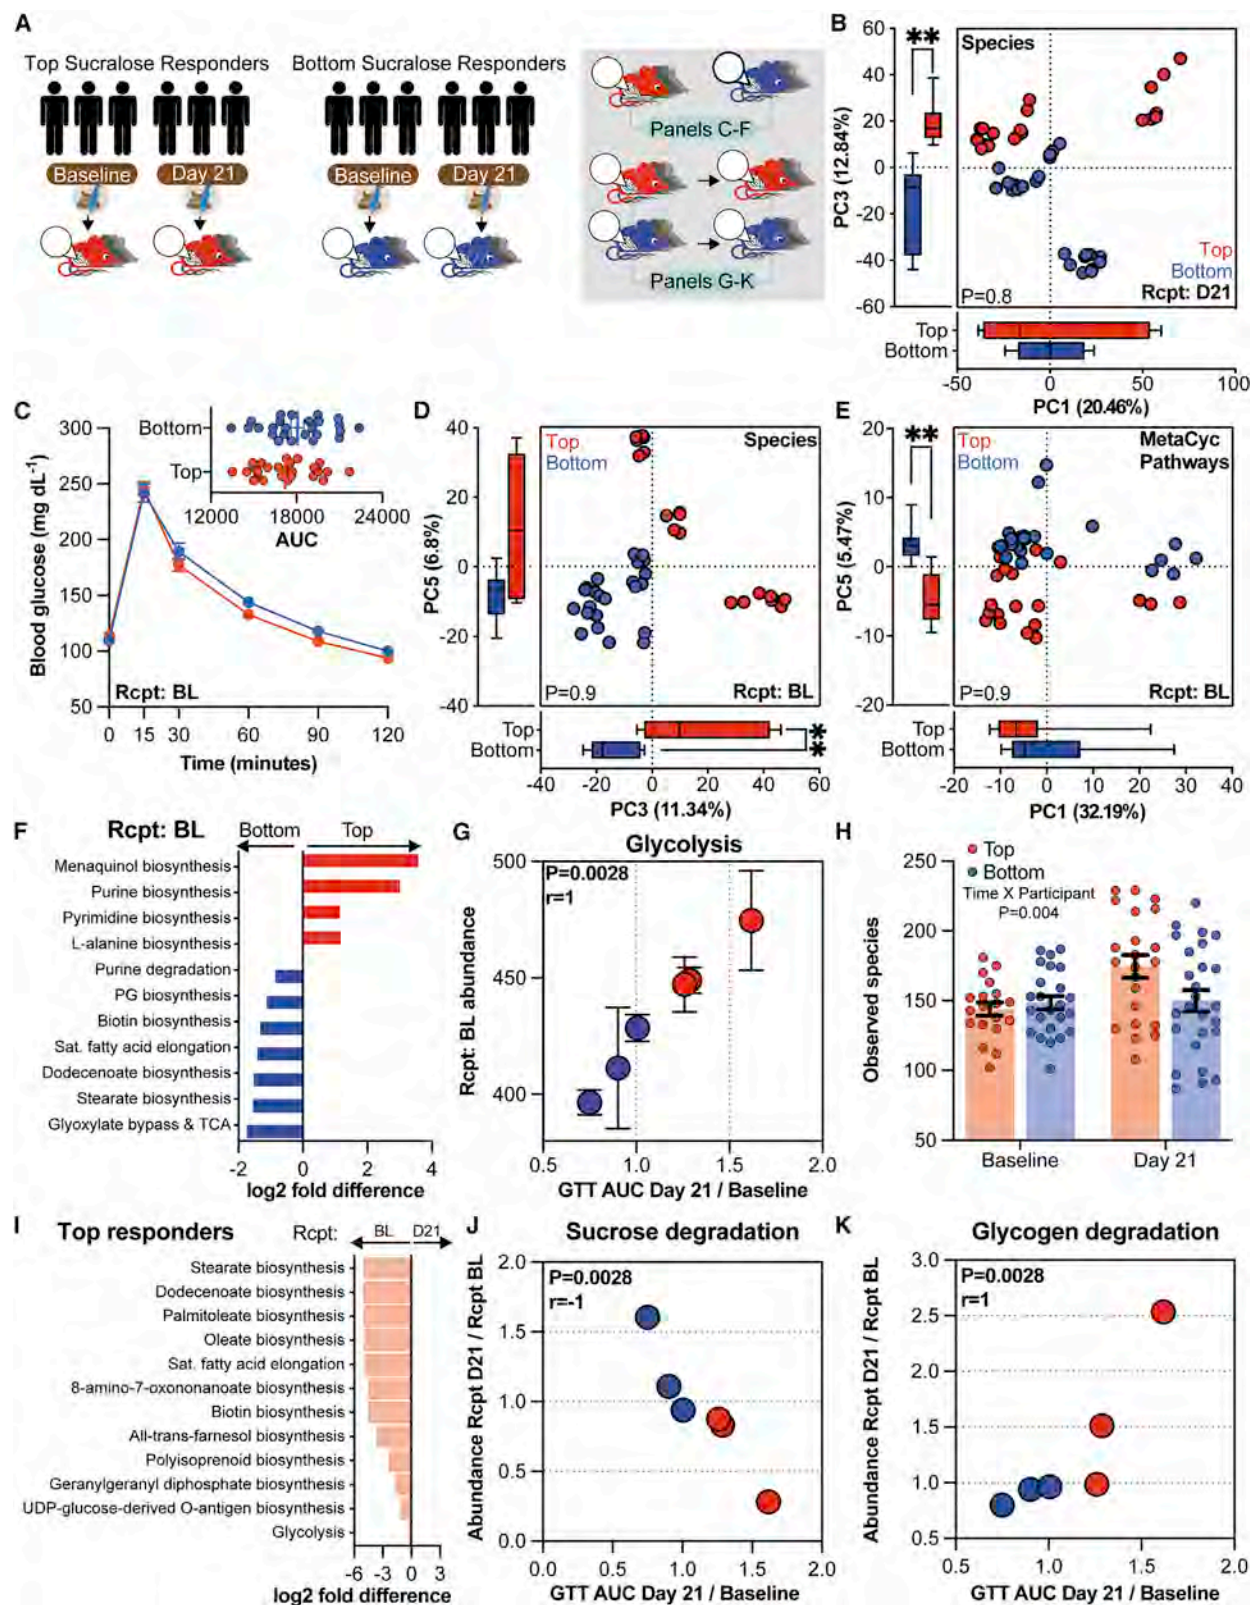 A
Top Sucralose Responders
Bottom Sucralose Responders
Baseline
Day 21
Baseline
Day 21
Panels C-F
Panels G-K
B
**
Species
60
40
20
0
-20
-40
-60
PC3 (12.84%)
P=0.8
Top
Bottom
Rcpt: D21
Top
Bottom
-50
0
50
100
PC1 (20.46%)
C
300
250
200
150
100
50
Blood glucose (mg dL-1)
Bottom
Top
12000
18000
24000
AUC
Rcpt: BL
0
15
30
60
90
120
Time (minutes)
D
40
20
0
-20
-40
PC5 (6.8%)
Top
Bottom
Species
P=0.9
Rcpt: BL
Top
Bottom
**
-40
-20
0
20
40
60
PC3 (11.34%)
E
20
10
0
-10
-20
PC5 (5.47%)
**
Top
Bottom
MetaCyc
Pathways
P=0.9
Rcpt: BL
Top
Bottom
-20
-10
0
10
20
30
40
PC1 (32.19%)
F
Rcpt: BL
Bottom
Top
Menaquinol biosynthesis
Purine biosynthesis
Pyrimidine biosynthesis
L-alanine biosynthesis
Purine degradation
PG biosynthesis
Biotin biosynthesis
Sat. fatty acid elongation
Dodecenoate biosynthesis
Stearate biosynthesis
Glyoxylate bypass & TCA
-2
0
2
4
log2 fold difference
G
Glycolysis
P=0.0028
r=1
500
450
400
Rcpt: BL abundance
0.5
1.0
1.5
2.0
GTT AUC Day 21 / Baseline
H
Top
Bottom
Time X Participant
P=0.004
250
200
150
100
50
Observed species
Baseline
Day 21
I
Top responders
Rcpt:
BL
D21
Stearate biosynthesis
Dodecenoate biosynthesis
Palmitoleate biosynthesis
Oleate biosynthesis
Sat. fatty acid elongation
8-amino-7-oxononanoate biosynthesis
Biotin biosynthesis
All-trans-farnesol biosynthesis
Polyisoprenoid biosynthesis
Geranylgeranyl diphosphate biosynthesis
UDP-glucose-derived O-antigen biosynthesis
Glycolysis
-6
-3
0
3
log2 fold difference
J
Sucrose degradation
P=0.0028
r=-1
2.0
1.5
1.0
0.5
0.0
Abundance Rcpt D21 / Rcpt BL
0.0
0.5
1.0
1.5
2.0
GTT AUC Day 21 / Baseline
K
Glycogen degradation
P=0.0028
r=1
3.0
2.5
2.0
1.5
1.0
0.5
Abundance Rcpt D21 / Rcpt BL
0.5
1.0
1.5
2.0
GTT AUC Day 21 / Baseline